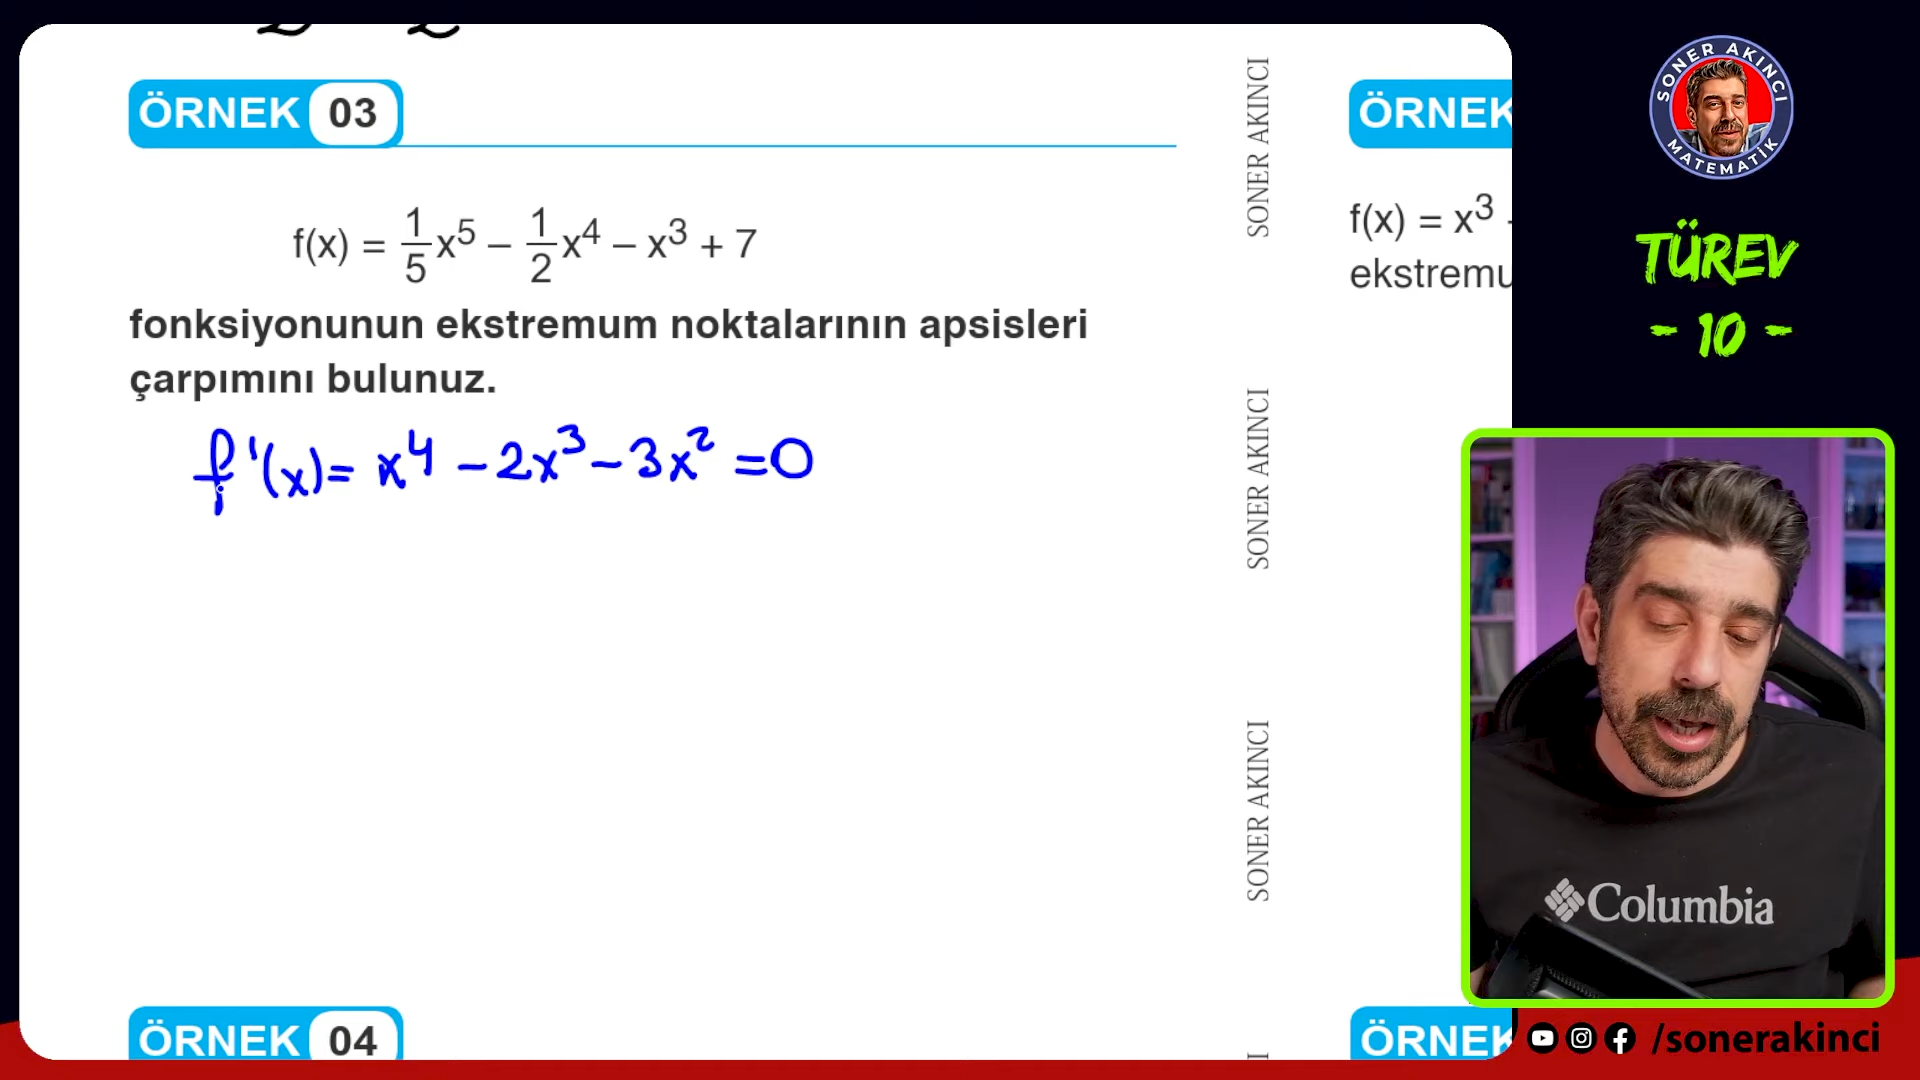 ÖRNEK 03
f(x) = 1/5 x^5 − 1/2 x^4 − x^3 + 7
fonksiyonunun ekstremum noktalarının apsisleri
çarpımını bulunuz.
f'(x) = x^4 − 2x^3 − 3x^2 = 0
ÖRNEK 04
SONER AKINCI
SONER AKINCI
SONER AKINCI
ÖRNEK
f(x) = x^3
ekstremu
ÖRNEK
SONER AKINCI
MATEMATİK
TÜREV
- 10 -
Columbia
/sonerakinci